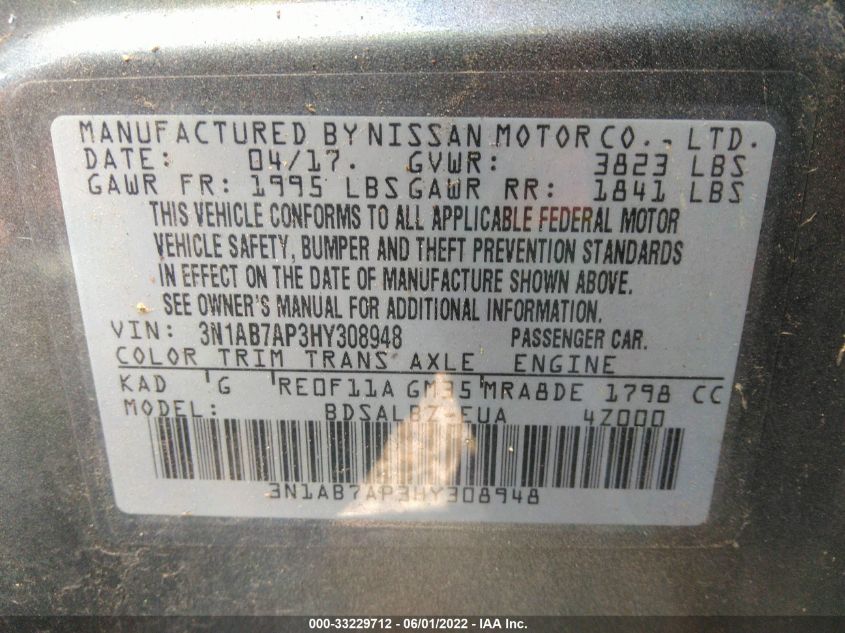 MANUFACTURED BY NISSAN MOTOR CO., LTD.
DATE: 04/17. GVWR: 3823 LBS
GAWR FR: 1995 LBS GAWR RR: 1841 LBS
THIS VEHICLE CONFORMS TO ALL APPLICABLE FEDERAL MOTOR
VEHICLE SAFETY, BUMPER AND THEFT PREVENTION STANDARDS
IN EFFECT ON THE DATE OF MANUFACTURE SHOWN ABOVE.
SEE OWNER'S MANUAL FOR ADDITIONAL INFORMATION.
VIN: 3N1AB7AP3HY308948 PASSENGER CAR.
COLOR TRIM TRANS AXLE ENGINE
KAD 'G 'RE0F11A GM35 'MRA8DE 1798 CC
MODEL: BDSALBZ-EUA 4Z000
3N1AB7AP3HY308948
000-33229712 - 06/01/2022 - IAA Inc.